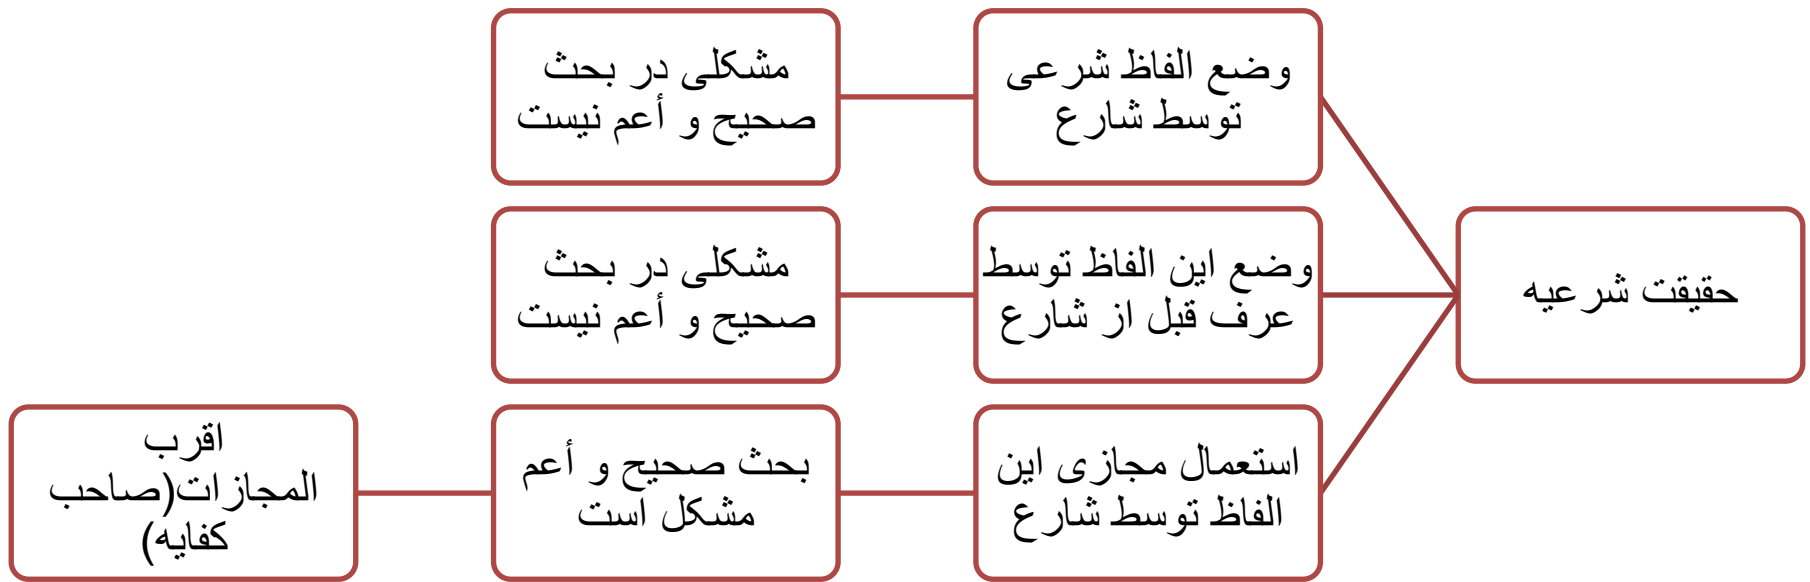 حقیقت شرعیه
وضع الفاظ شرعی
توسط شارع
مشکلی در بحث
صحیح و أعم نیست
وضع این الفاظ توسط
عرف قبل از شارع
مشکلی در بحث
صحیح و أعم نیست
استعمال مجازی این
الفاظ توسط شارع
بحث صحیح و أعم
مشکل است
اقرب
المجازات(صاحب
کفایه)